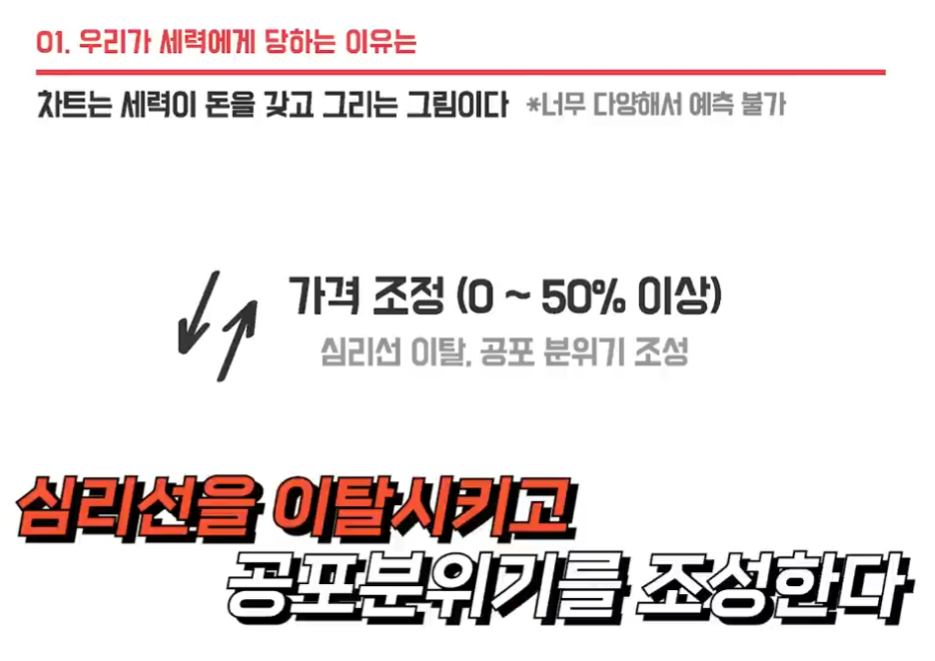 01. 우리가 세력에게 당하는 이유는
차트는 세력이 돈을 갖고 그리는 그림이다 *너무 다양해서 예측 불가
가격 조정 (0 ~ 50% 이상)
심리선 이탈, 공포 분위기 조성
심리선을 이탈시키고
공포분위기를 조성한다